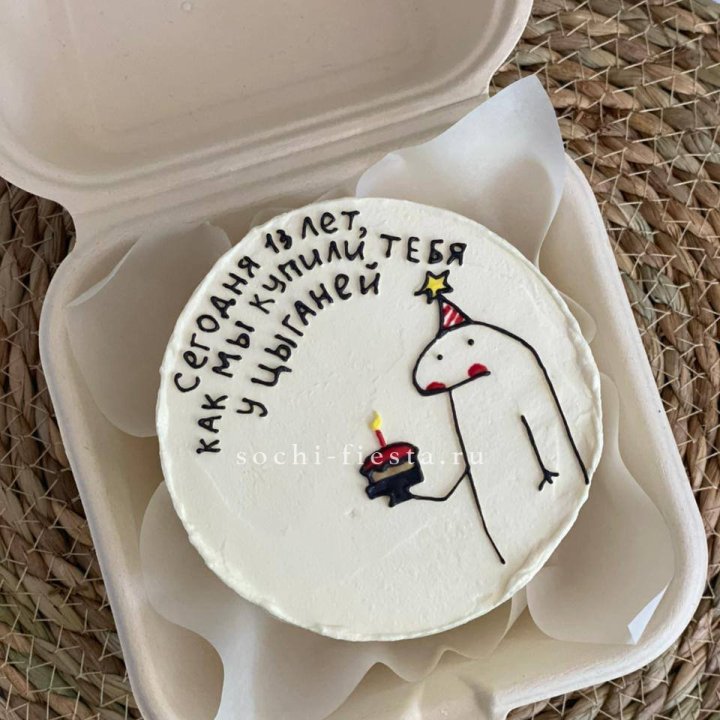 Сегодня 13 лет,
как мы купили тебя
у цыганей
sochi-fiesta.ru